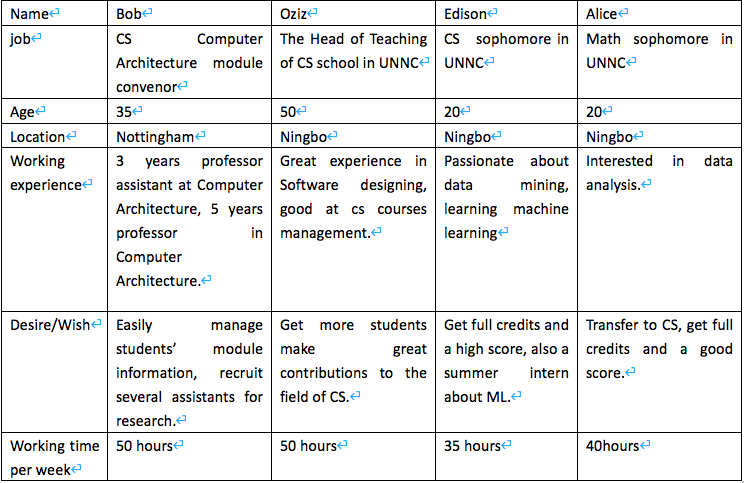 Name Bob Oziz Edison Alice
job
CS Computer
Architecture module
convenor
The Head of Teaching
of CS school in UNNC
CS sophomore in
UNNC
Math sophomore in
UNNC
Age 35 50 20 20
Location Nottingham Ningbo Ningbo Ningbo
Working
experience
3 years professor
assistant at Computer
Architecture, 5 years
professor in
Computer
Architecture.
Great experience in
Software designing,
good at cs courses
management.
Passionate about
data mining,
learning machine
learning
Interested in data
analysis.
Desire/Wish
Easily manage
students’ module
information, recruit
several assistants for
research.
Get more students
make great
contributions to the
field of CS.
Get full credits and
a high score, also a
summer intern
about ML.
Transfer to CS, get full
credits and a good
score.
Working time
per week
50 hours
50 hours
35 hours
40hours